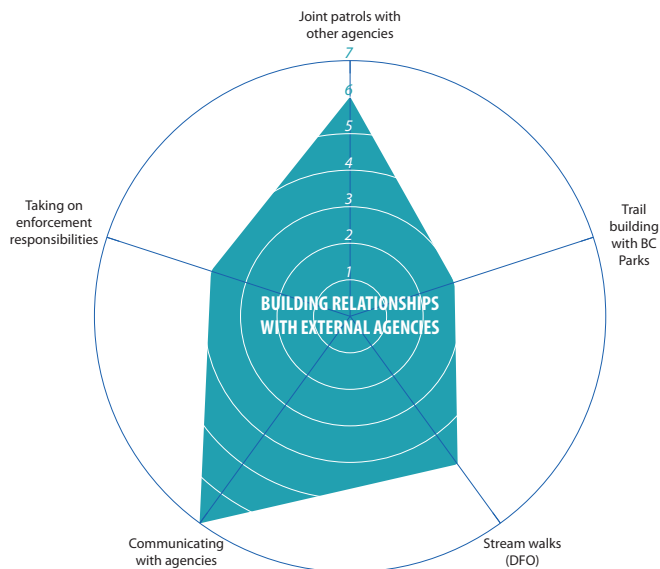 Joint patrols with
other agencies
7
6
5
4
3
2
1
Taking on
enforcement
responsibilities
Trail
building
with BC
Parks
BUILDING RELATIONSHIPS
WITH EXTERNAL AGENCIES
Communicating
with agencies
Stream walks
(DFO)